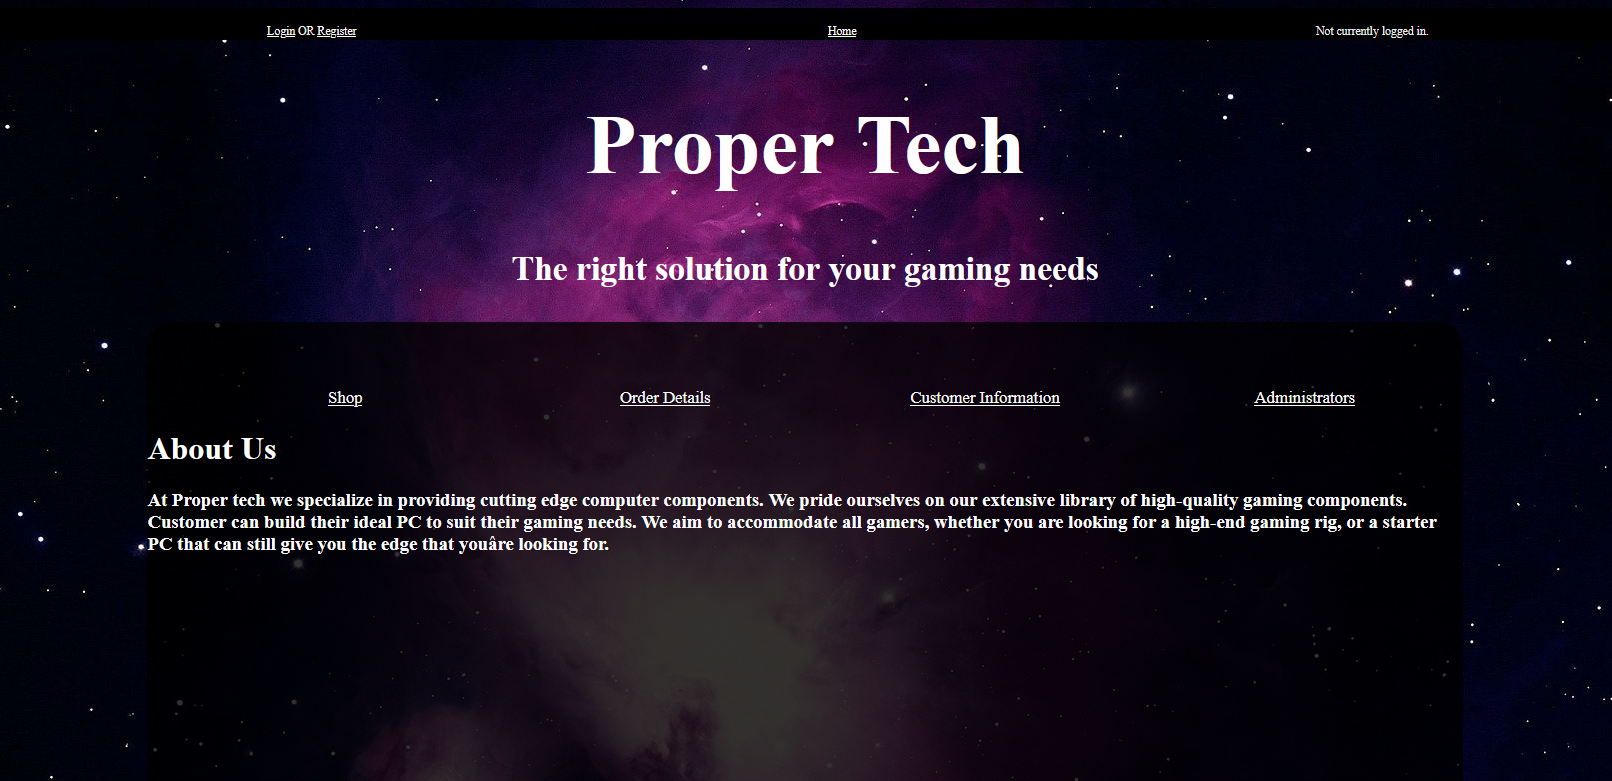 Login OR Register Home Not currently logged in.
Proper Tech
The right solution for your gaming needs
Shop Order Details Customer Information Administrators
About Us
At Proper tech we specialize in providing cutting edge computer components. We pride ourselves on our extensive library of high-quality gaming components.
Customer can build their ideal PC to suit their gaming needs. We aim to accommodate all gamers, whether you are looking for a high-end gaming rig, or a starter
PC that can still give you the edge that youâre looking for.